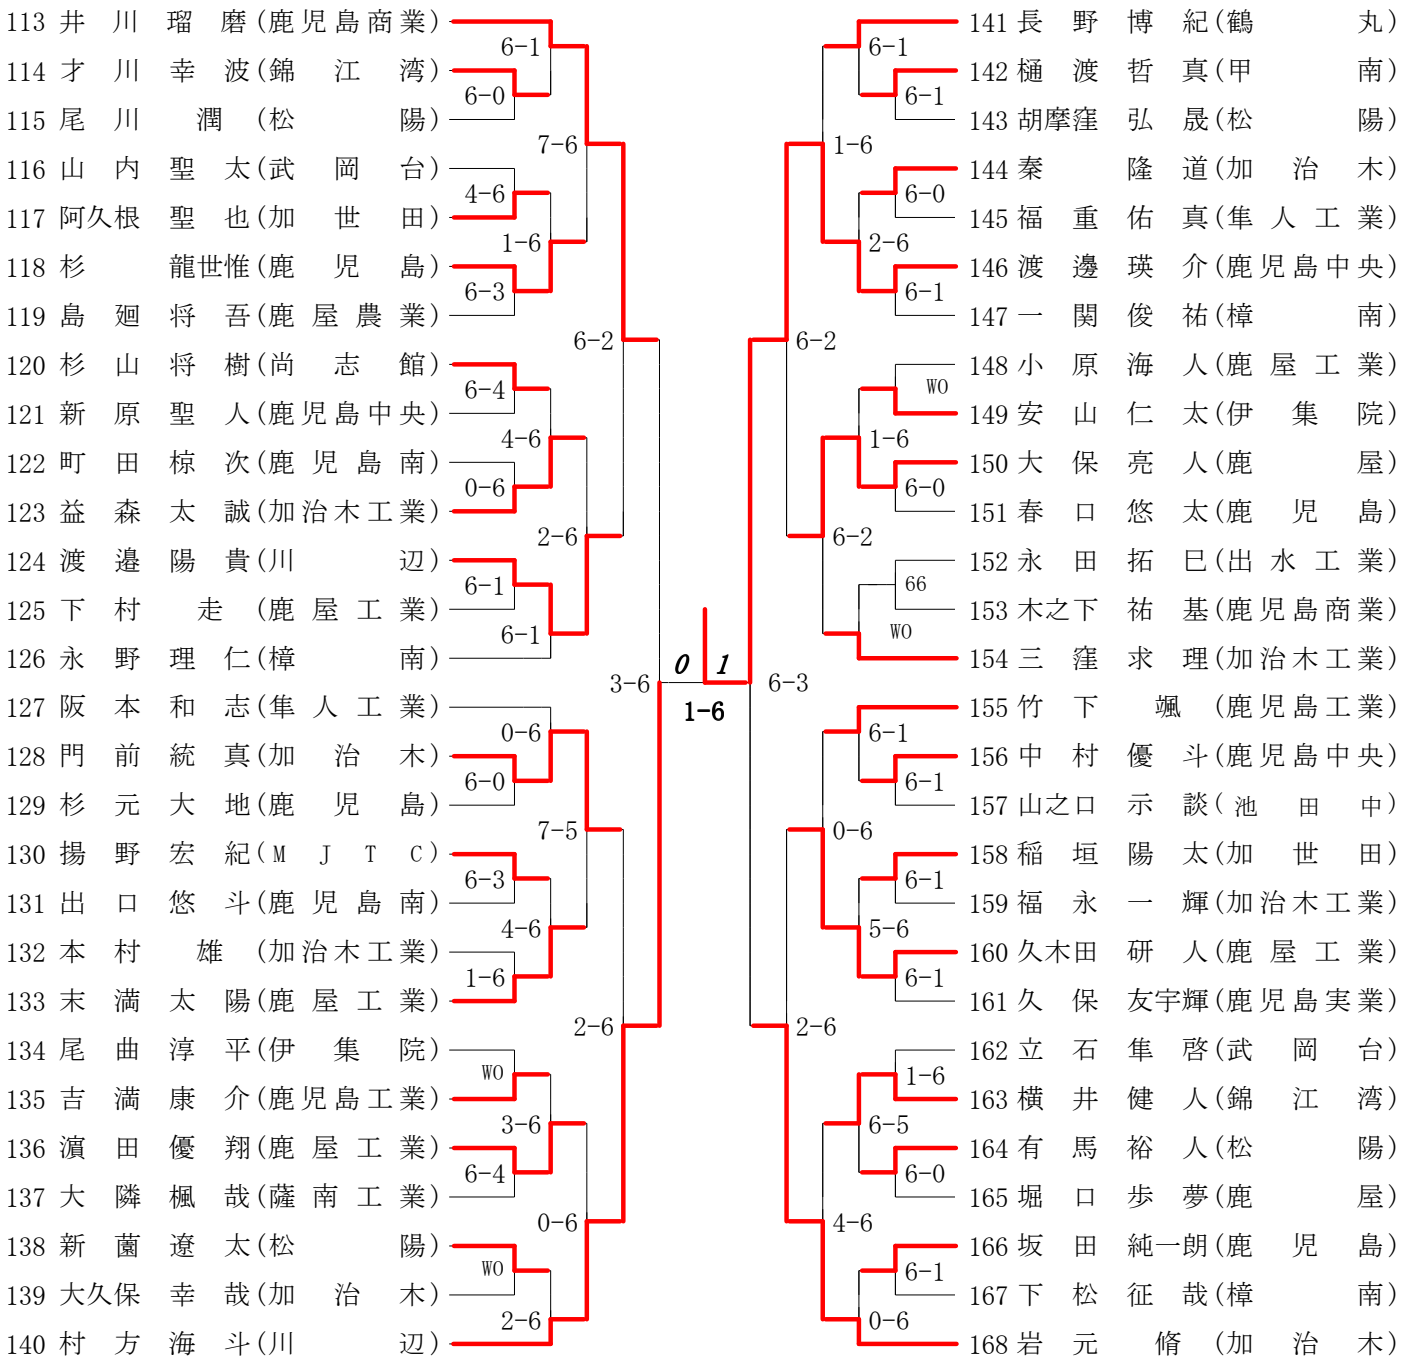 113 井川瑠磨(鹿児島商業)
6-1
114 才川幸波(錦江湾)
6-0
115 尾川潤(松陽)
7-6
116 山内聖太(武岡台)
4-6
117 阿久根聖也(加世田)
1-6
118 杉龍世惟(鹿児島)
6-3
119 島廻将吾(鹿屋農業)
6-2
120 杉山将樹(尚志館)
6-4
121 新原聖人(鹿児島中央)
4-6
122 町田椋次(鹿児島南)
0-6
123 益森太誠(加治木工業)
2-6
124 渡邉陽貴(川辺)
6-1
125 下村走(鹿屋工業)
6-1
126 永野理仁(樟南)
3-6
127 阪本和志(隼人工業)
0-6
128 門前統真(加治木)
6-0
129 杉元大地(鹿児島)
7-5
130 揚野宏紀(MJTC)
6-3
131 出口悠斗(鹿児島南)
4-6
132 本村雄(加治木工業)
1-6
133 末満太陽(鹿屋工業)
2-6
134 尾曲淳平(伊集院)
WO
135 吉満康介(鹿児島工業)
3-6
136 濵田優翔(鹿屋工業)
6-4
137 大隣楓哉(薩南工業)
0-6
138 新薗遼太(松陽)
WO
139 大久保幸哉(加治木)
2-6
140 村方海斗(川辺)
0 1
1-6
141 長野博紀(鶴丸)
6-1
142 樋渡哲真(甲南)
6-1
143 胡摩窪弘晟(松陽)
1-6
144 秦隆道(加治木)
6-0
145 福重佑真(隼人工業)
2-6
146 渡邊瑛介(鹿児島中央)
6-1
147 一関俊祐(樟南)
6-2
148 小原海人(鹿屋工業)
WO
149 安山仁太(伊集院)
1-6
150 大保亮人(鹿屋)
6-0
151 春口悠太(鹿児島)
6-2
152 永田拓巳(出水工業)
66
153 木之下祐基(鹿児島商業)
WO
154 三窪求理(加治木工業)
6-3
155 竹下颯(鹿児島工業)
6-1
156 中村優斗(鹿児島中央)
6-1
157 山之口示談(池田中)
0-6
158 稲垣陽太(加世田)
6-1
159 福永一輝(加治木工業)
5-6
160 久木田研人(鹿屋工業)
6-1
161 久保友宇輝(鹿児島実業)
2-6
162 立石隼啓(武岡台)
1-6
163 横井健人(錦江湾)
6-5
164 有馬裕人(松陽)
6-0
165 堀口歩夢(鹿屋)
4-6
166 坂田純一朗(鹿児島)
6-1
167 下松征哉(樟南)
0-6
168 岩元脩(加治木)